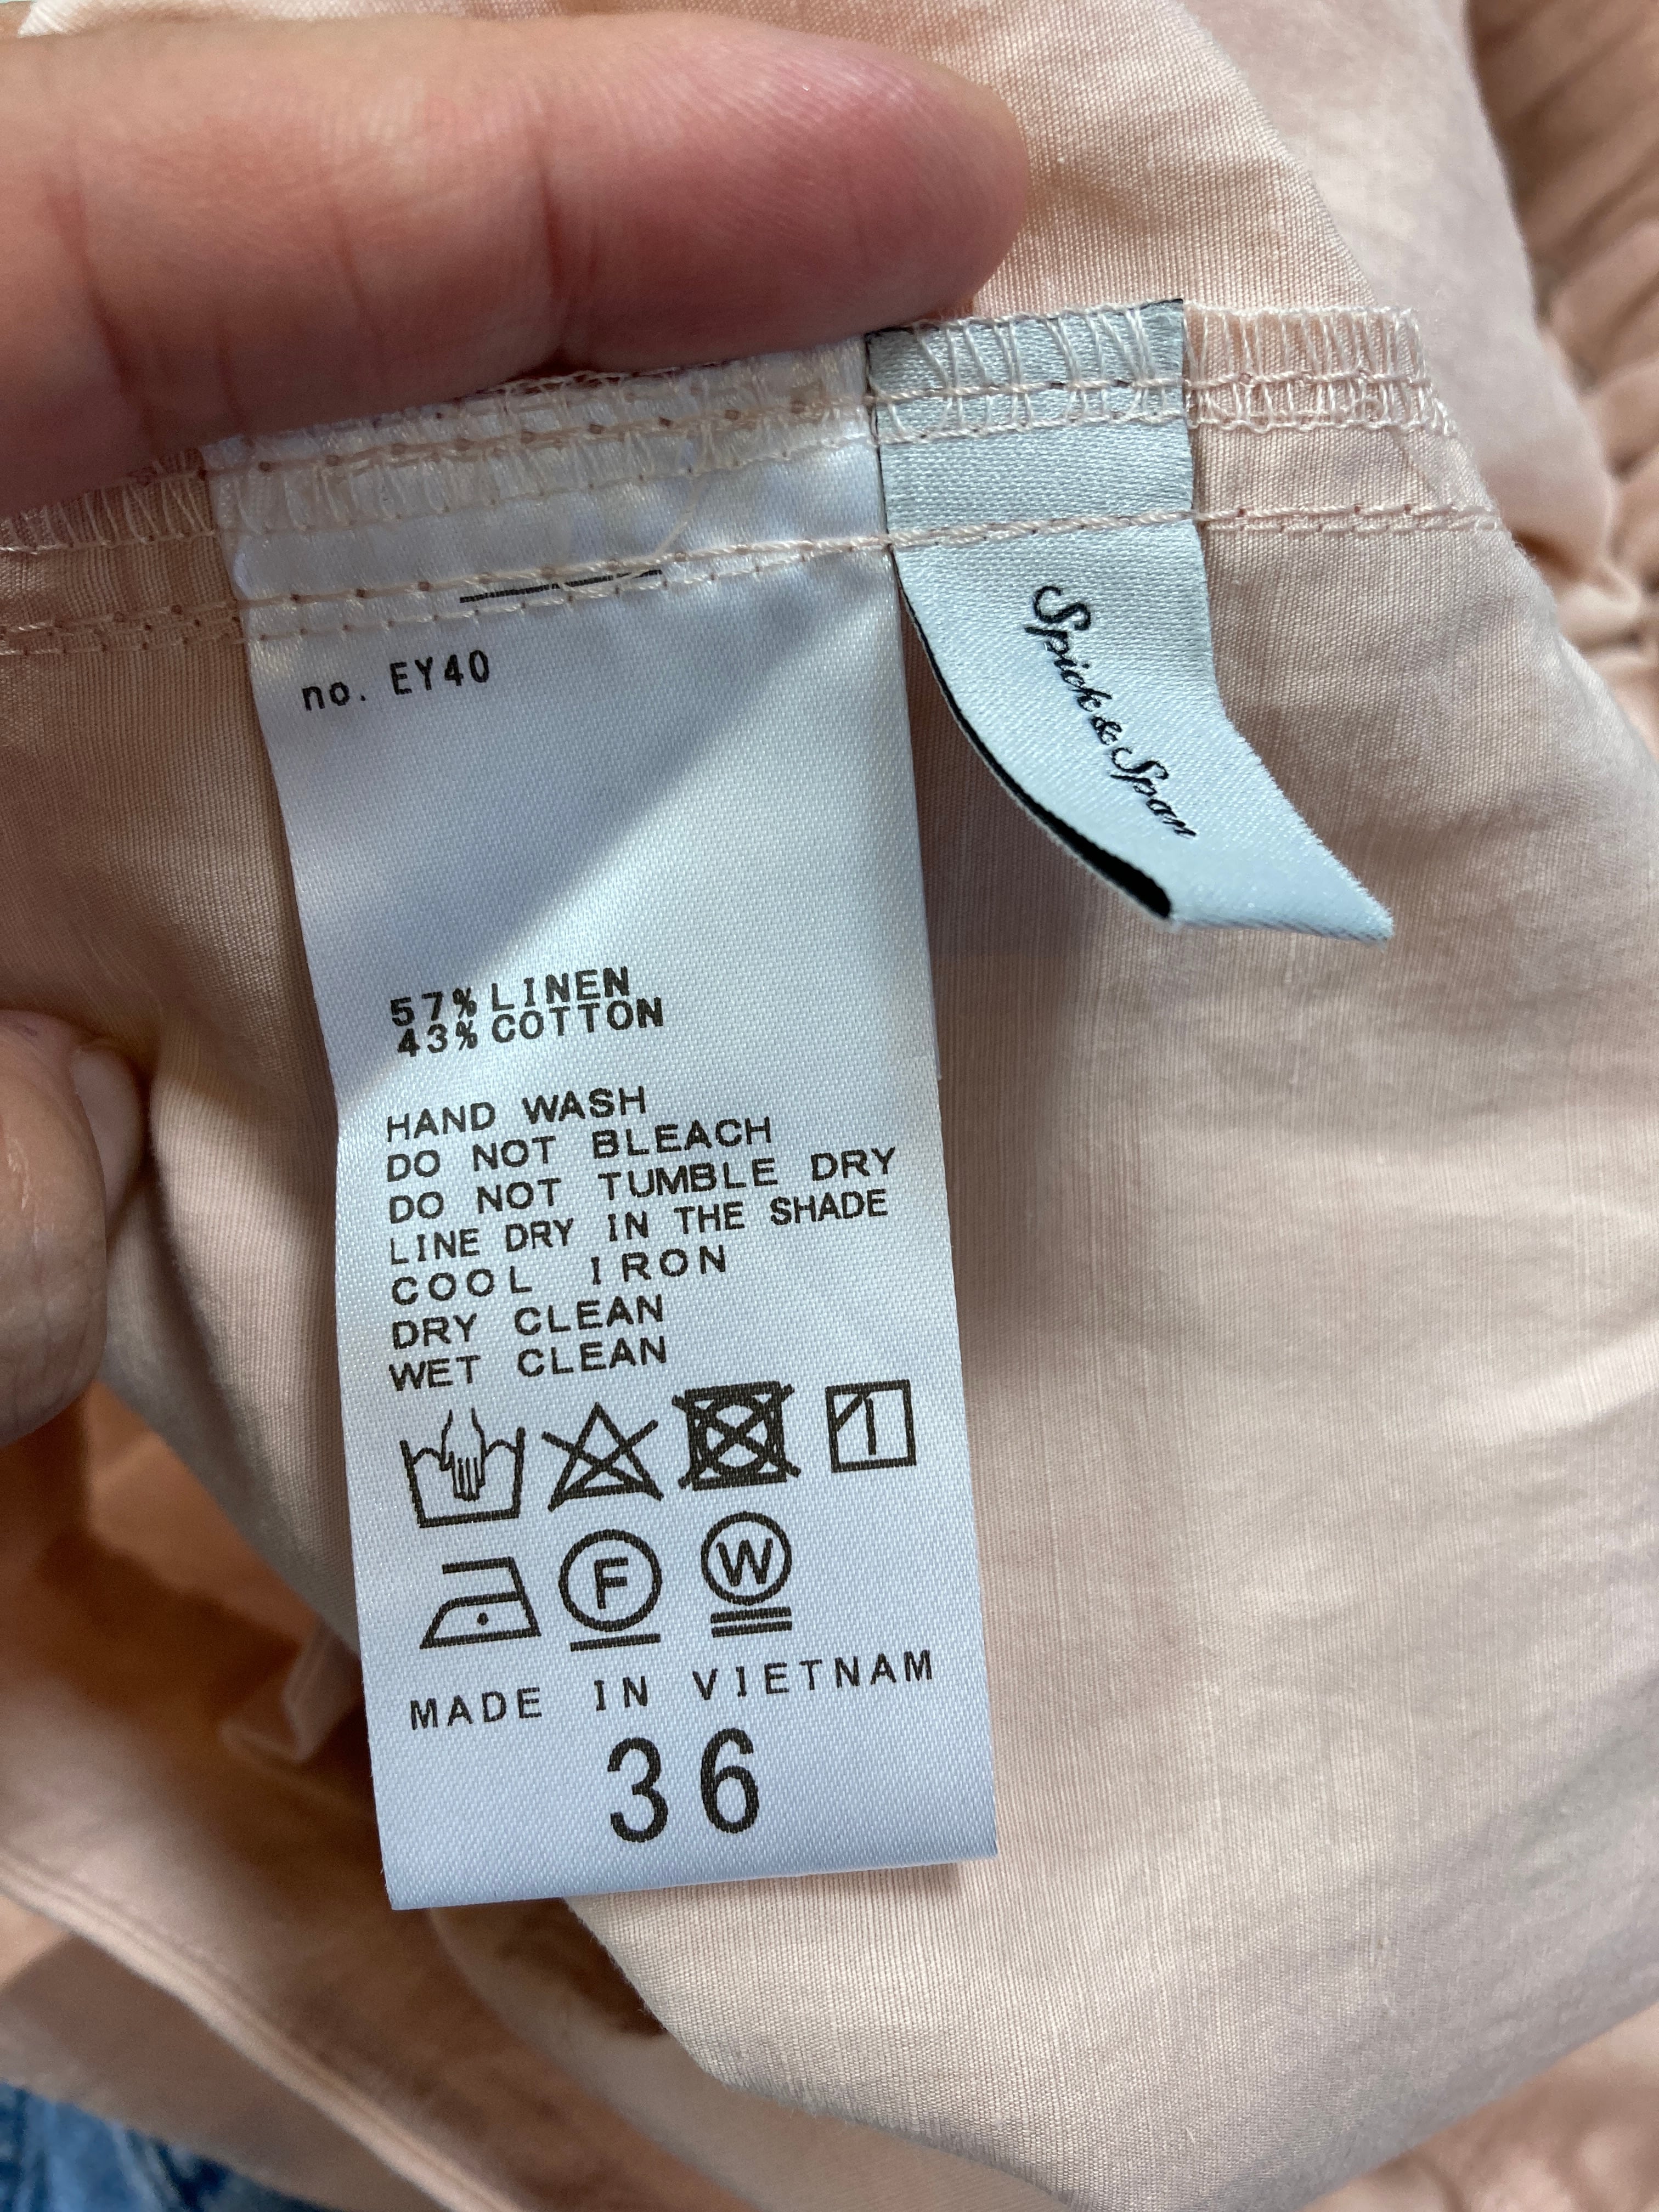 no. EY40
Spick & Span
57% LINEN
43% COTTON
HAND WASH
DO NOT BLEACH
DO NOT TUMBLE DRY
LINE DRY IN THE SHADE
COOL IRON
DRY CLEAN
WET CLEAN
F W
MADE IN VIETNAM
36